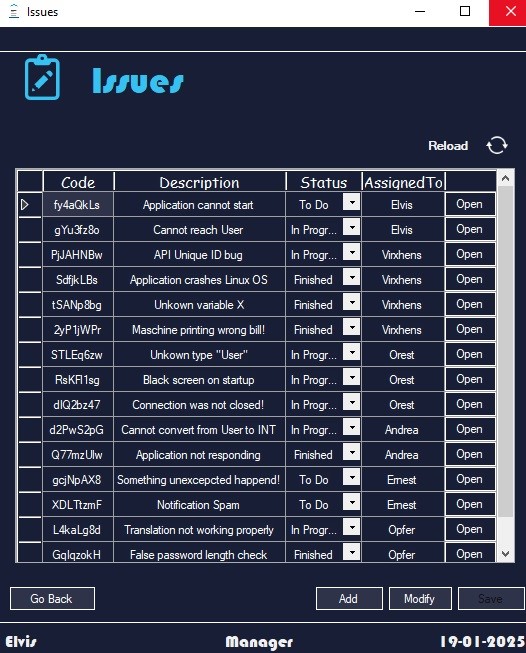 Issues
Issues
Reload
Code Description Status AssignedTo
fy4aQkLs Application cannot start To Do Elvis Open
gYu3fz8o Cannot reach User In Progr... Elvis Open
PjJAHNBw API Unique ID bug In Progr... Virxhens Open
SdfjkLBs Application crashes Linux OS Finished Virxhens Open
tSANp8bg Unkown variable X Finished Virxhens Open
2yP1jWPr Maschine printing wrong bill! Finished Virxhens Open
STLEq6zw Unkown type "User" In Progr... Orest Open
RsKFl1sg Black screen on startup In Progr... Orest Open
dIQ2bz47 Connection was not closed! In Progr... Orest Open
d2PwS2pG Cannot convert from User to INT In Progr... Andrea Open
Q77mzUlw Application not responding Finished Andrea Open
gcjNpAX8 Something unexcepcted happend! To Do Ernest Open
XDLTtzmF Notification Spam To Do Ernest Open
L4kaLg8d Translation not working properly In Progr... Opfer Open
GqlqzokH False password length check Finished Opfer Open
Go Back Add Modify Save
Elvis Manager 19-01-2025